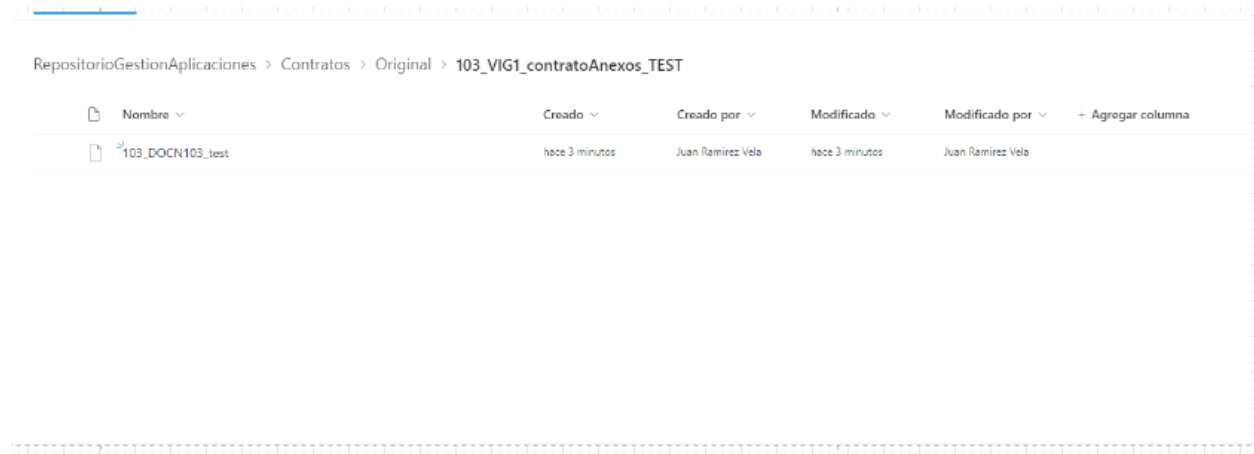 RepositorioGestionAplicaciones > Contratos > Original > 103_VIG1_contratoAnexos_TEST
Nombre Creado Creado por Modificado Modificado por + Agregar columna
103_DOCN103_test hace 3 minutos Juan Ramirez Vela hace 3 minutos Juan Ramirez Vela